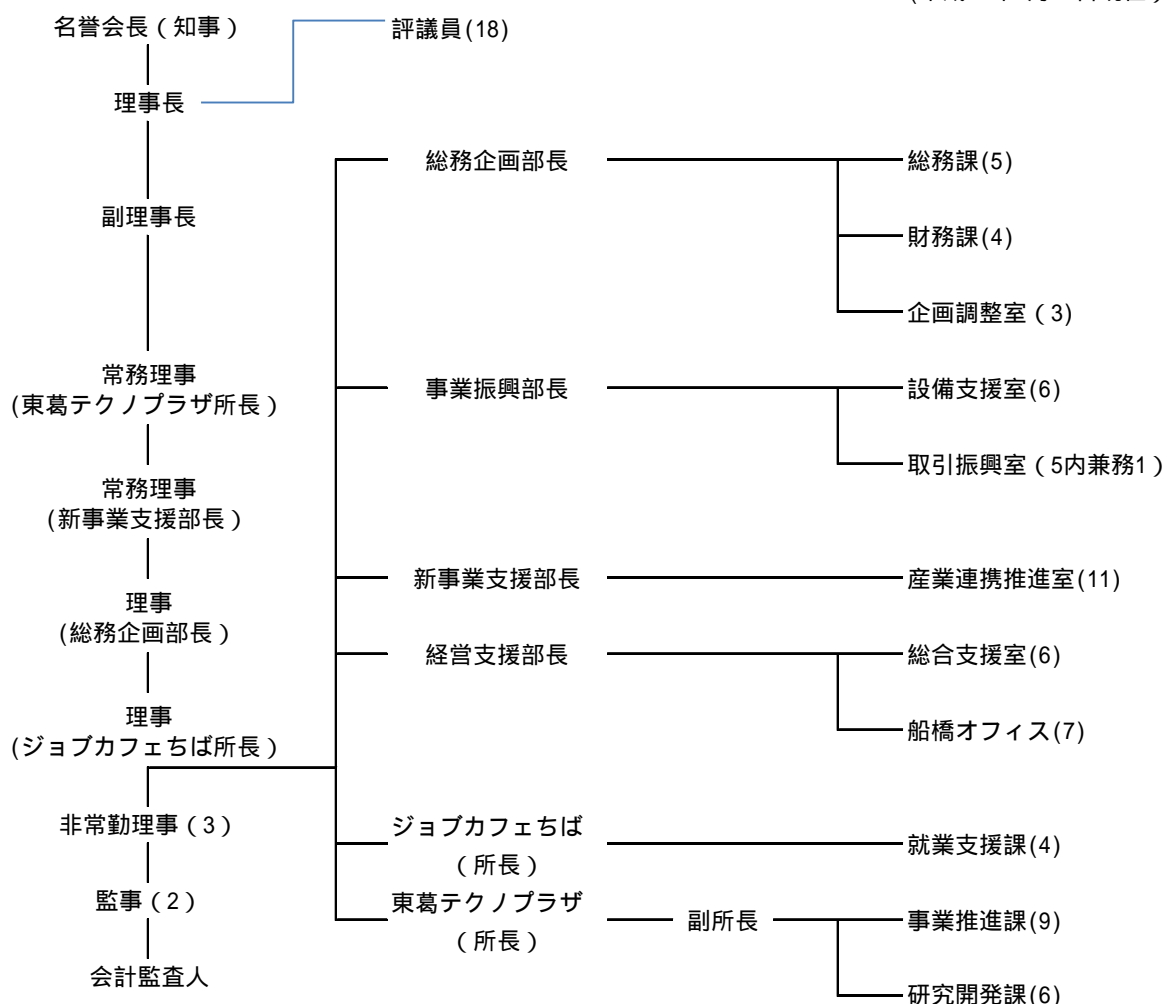 名誉会長（知事）
評議員(18)
理事長
総務企画部長
総務課(5)
副理事長
財務課(4)
企画調整室（3)
常務理事
(東葛テクノプラザ所長）
事業振興部長
設備支援室(6)
取引振興室（5内兼務1）
常務理事
(新事業支援部長）
新事業支援部長
産業連携推進室(11)
理事
(総務企画部長）
経営支援部長
総合支援室(6)
理事
(ジョブカフェちば所長）
船橋オフィス(7)
非常勤理事（3）
ジョブカフェちば
（所長）
就業支援課(4)
監事（2）
東葛テクノプラザ
（所長）
副所長
事業推進課(9)
会計監査人
研究開発課(6)